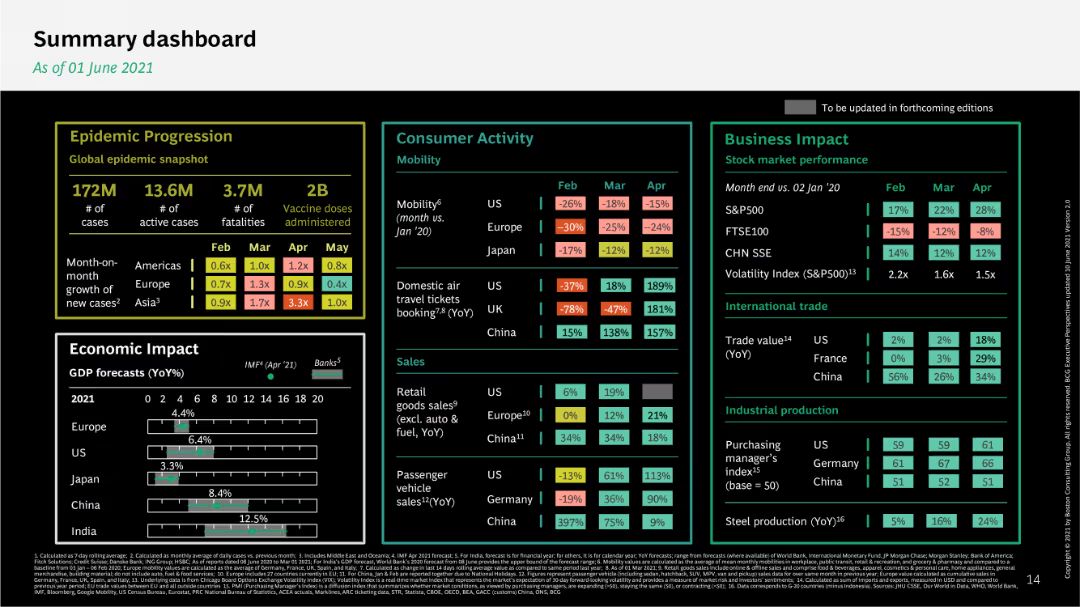 Summary dashboard
As of 01 June 2021
To be updated in forthcoming editions
Epidemic Progression
Global epidemic snapshot
172M 13.6M 3.7M 2B
# of cases # of active cases # of fatalities Vaccine doses administered
Feb Mar Apr May
Month-on-month growth of new cases2
Americas 0.6x 1.0x 1.2x 0.8x
Europe 0.7x 1.3x 0.9x 0.4x
Asia3 0.9x 1.7x 3.3x 1.0x
Economic Impact
GDP forecasts (YoY%)
IMF4 (Apr '21) Banks5
2021 0 2 4 6 8 10 12 14 16 18 20
Europe 4.4%
US 6.4%
Japan 3.3%
China 8.4%
India 12.5%
Consumer Activity
Mobility
Feb Mar Apr
Mobility6 (month vs. Jan '20)
US -26% -18% -15%
Europe --30% -25% --24%
Japan -17% -12% -12%
Domestic air travel tickets booking7,8 (YoY)
US -37% 18% 189%
UK -78% -47% 181%
China 15% 138% 157%
Sales
Retail goods sales9 (excl. auto & fuel, YoY)
US 6% 19%
Europe10 0% 12% 21%
China11 34% 34% 18%
Passenger vehicle sales12(YoY)
US -13% 61% 113%
Germany -19% 36% 90%
China 397% 75% 9%
Business Impact
Stock market performance
Month end vs. 02 Jan '20 Feb Mar Apr
S&P500 17% 22% 28%
FTSE100 -15% -12% -8%
CHN SSE 14% 12% 12%
Volatility Index (S&P500)13 2.2x 1.6x 1.5x
International trade
Trade value14 (YoY)
US 2% 2% 18%
France 0% 3% 29%
China 56% 26% 34%
Industrial production
Purchasing manager's index15 (base = 50)
US 59 59 61
Germany 61 67 66
China 51 52 51
Steel production (YoY)16 5% 16% 24%
14
Copyright © 2021 by Boston Consulting Group. All rights reserved. BCG Executive Perspectives updated 10 June 2021 Version 2.0